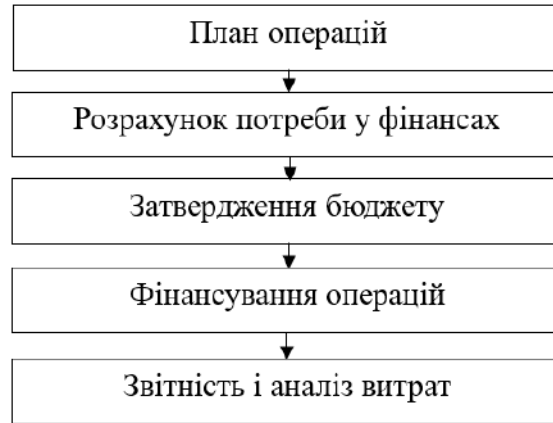 План операцій
Розрахунок потреби у фінансах
Затвердження бюджету
Фінансування операцій
Звітність і аналіз витрат